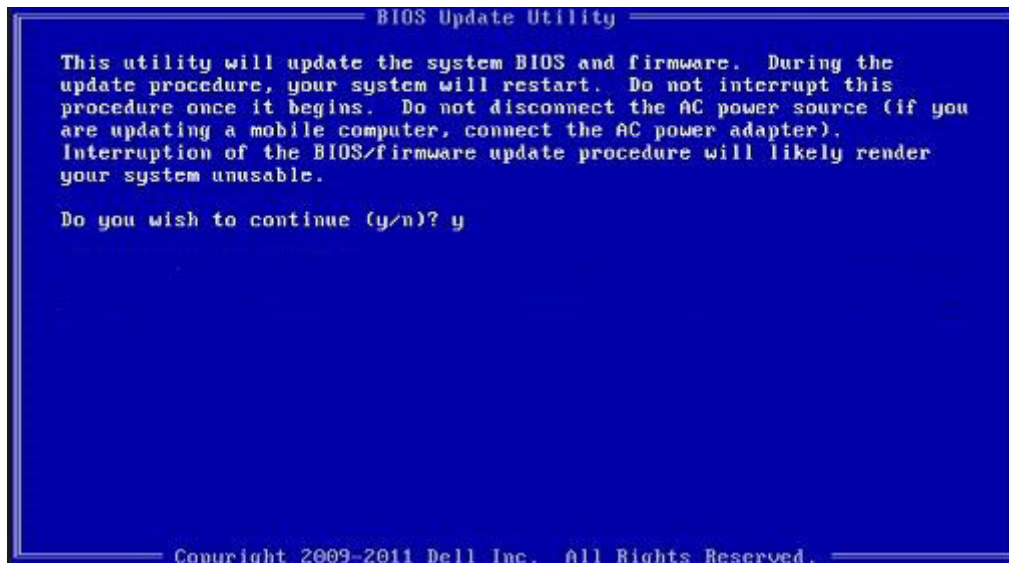 BIOS Update Utility
This utility will update the system BIOS and firmware. During the
update procedure, your system will restart. Do not interrupt this
procedure once it begins. Do not disconnect the AC power source (if you
are updating a mobile computer, connect the AC power adapter).
Interruption of the BIOS/firmware update procedure will likely render
your system unusable.
Do you wish to continue (y/n)? y
Copyright 2009-2011 Dell Inc. All Rights Reserved.